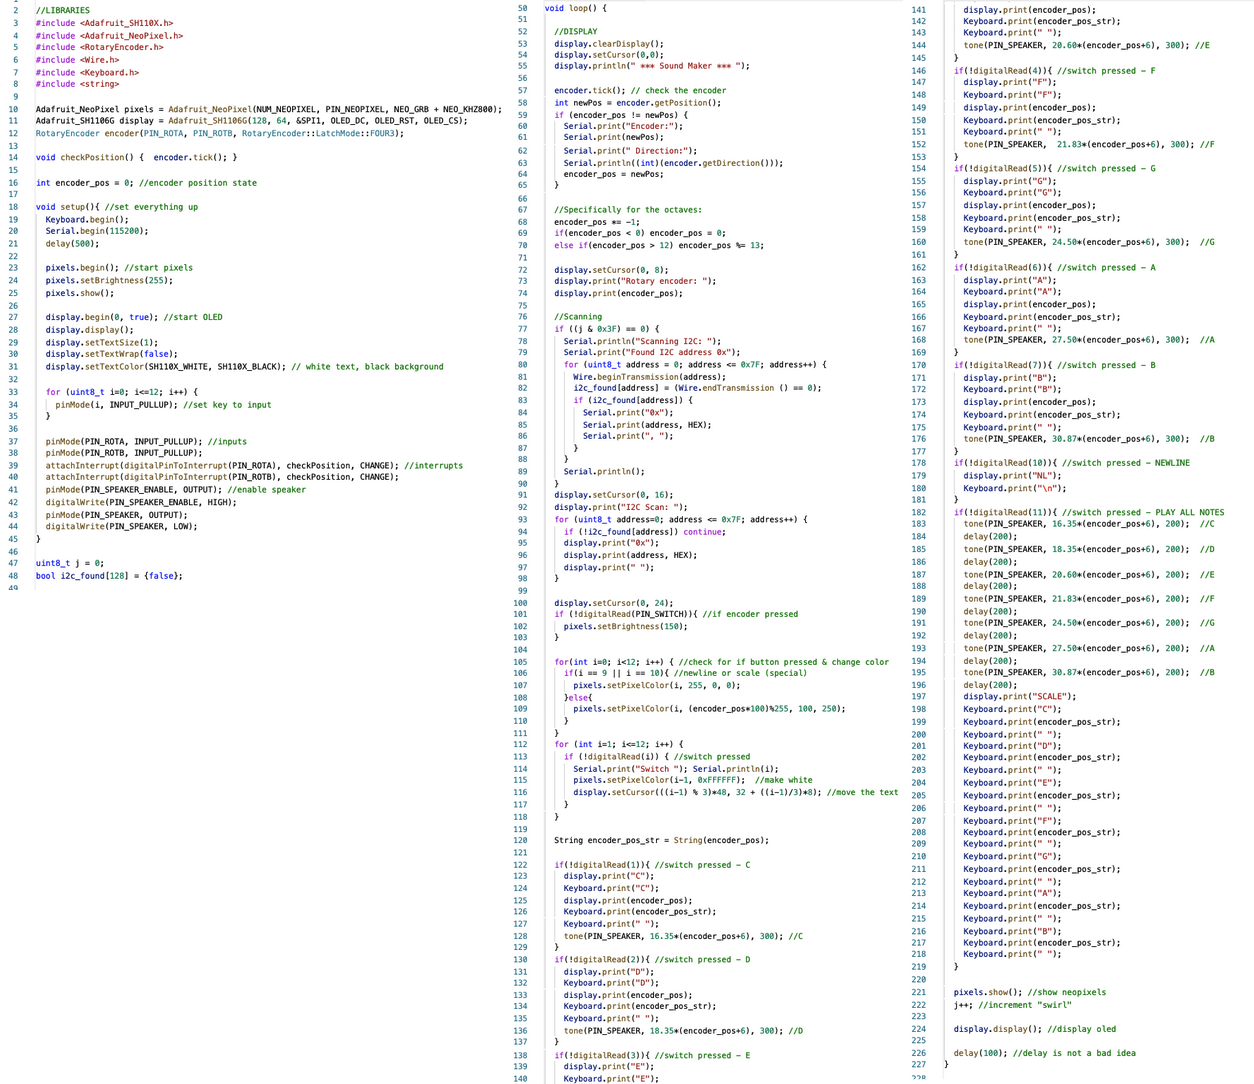 2 //LIBRARIES
3 #include <Adafruit_SH110X.h>
4 #include <Adafruit_NeoPixel.h>
5 #include <RotaryEncoder.h>
6 #include <Wire.h>
7 #include <Keyboard.h>
8 #include <string>
9
10 Adafruit_NeoPixel pixels = Adafruit_NeoPixel(NUM_NEOPIXEL, PIN_NEOPIXEL, NEO_GRB + NEO_KHZ800);
11 Adafruit_SH1106G display = Adafruit_SH1106G(128, 64, &SPI1, OLED_DC, OLED_RST, OLED_CS);
12 RotaryEncoder encoder(PIN_ROTA, PIN_ROTB, RotaryEncoder::LatchMode::FOUR3);
13
14 void checkPosition() {  encoder.tick(); }
15
16 int encoder_pos = 0; //encoder position state
17
18 void setup(){ //set everything up
19   Keyboard.begin();
20   Serial.begin(115200);
21   delay(500);
22
23   pixels.begin(); //start pixels
24   pixels.setBrightness(255);
25   pixels.show();
26
27   display.begin(0, true); //start OLED
28   display.display();
29   display.setTextSize(1);
30   display.setTextWrap(false);
31   display.setTextColor(SH110X_WHITE, SH110X_BLACK); // white text, black background
32
33   for (uint8_t i=0; i<=12; i++) {
34     pinMode(i, INPUT_PULLUP); //set key to input
35   }
36
37   pinMode(PIN_ROTA, INPUT_PULLUP); //inputs
38   pinMode(PIN_ROTB, INPUT_PULLUP);
39   attachInterrupt(digitalPinToInterrupt(PIN_ROTA), checkPosition, CHANGE); //interrupts
40   attachInterrupt(digitalPinToInterrupt(PIN_ROTB), checkPosition, CHANGE);
41   pinMode(PIN_SPEAKER_ENABLE, OUTPUT); //enable speaker
42   digitalWrite(PIN_SPEAKER_ENABLE, HIGH);
43   pinMode(PIN_SPEAKER, OUTPUT);
44   digitalWrite(PIN_SPEAKER, LOW);
45 }
46
47 uint8_t j = 0;
48 bool i2c_found[128] = {false};
49
50 void loop() {
51
52   //DISPLAY
53   display.clearDisplay();
54   display.setCursor(0,0);
55   display.println(" *** Sound Maker *** ");
56
57   encoder.tick(); // check the encoder
58   int newPos = encoder.getPosition();
59   if (encoder_pos != newPos) {
60     Serial.print("Encoder:");
61     Serial.print(newPos);
62     Serial.print(" Direction:");
63     Serial.println((int)(encoder.getDirection()));
64     encoder_pos = newPos;
65   }
66
67   //Specifically for the octaves:
68   encoder_pos *= -1;
69   if(encoder_pos < 0) encoder_pos = 0;
70   else if(encoder_pos > 12) encoder_pos %= 13;
71
72   display.setCursor(0, 8);
73   display.print("Rotary encoder: ");
74   display.print(encoder_pos);
75
76   //Scanning
77   if ((j & 0x3F) == 0) {
78     Serial.println("Scanning I2C: ");
79     Serial.print("Found I2C address 0x");
80     for (uint8_t address = 0; address <= 0x7F; address++) {
81       Wire.beginTransmission(address);
82       i2c_found[address] = (Wire.endTransmission () == 0);
83       if (i2c_found[address]) {
84         Serial.print("0x");
85         Serial.print(address, HEX);
86         Serial.print(", ");
87       }
88     }
89     Serial.println();
90   }
91   display.setCursor(0, 16);
92   display.print("I2C Scan: ");
93   for (uint8_t address=0; address <= 0x7F; address++) {
94     if (!i2c_found[address]) continue;
95     display.print("0x");
96     display.print(address, HEX);
97     display.print(" ");
98   }
99
100   display.setCursor(0, 24);
101   if (!digitalRead(PIN_SWITCH)){ //if encoder pressed
102     pixels.setBrightness(150);
103   }
104
105   for(int i=0; i<12; i++) { //check for if button pressed & change color
106     if(i == 9 || i == 10){ //newline or scale (special)
107       pixels.setPixelColor(i, 255, 0, 0);
108     }else{
109       pixels.setPixelColor(i, (encoder_pos*100)%255, 100, 250);
110     }
111   }
112   for (int i=1; i<=12; i++) {
113     if (!digitalRead(i)) { //switch pressed
114       Serial.print("Switch "); Serial.println(i);
115       pixels.setPixelColor(i-1, 0xFFFFFF);  //make white
116       display.setCursor(((i-1) % 3)*48, 32 + ((i-1)/3)*8); //move the text
117     }
118   }
119
120   String encoder_pos_str = String(encoder_pos);
121
122   if(!digitalRead(1)){ //switch pressed - C
123     display.print("C");
124     Keyboard.print("C");
125     display.print(encoder_pos);
126     Keyboard.print(encoder_pos_str);
127     Keyboard.print(" ");
128     tone(PIN_SPEAKER, 16.35*(encoder_pos+6), 300); //C
129   }
130   if(!digitalRead(2)){ //switch pressed - D
131     display.print("D");
132     Keyboard.print("D");
133     display.print(encoder_pos);
134     Keyboard.print(encoder_pos_str);
135     Keyboard.print(" ");
136     tone(PIN_SPEAKER, 18.35*(encoder_pos+6), 300); //D
137   }
138   if(!digitalRead(3)){ //switch pressed - E
139     display.print("E");
140     Keyboard.print("E");
141     display.print(encoder_pos);
142     Keyboard.print(encoder_pos_str);
143     Keyboard.print(" ");
144     tone(PIN_SPEAKER, 20.60*(encoder_pos+6), 300); //E
145   }
146   if(!digitalRead(4)){ //switch pressed - F
147     display.print("F");
148     Keyboard.print("F");
149     display.print(encoder_pos);
150     Keyboard.print(encoder_pos_str);
151     Keyboard.print(" ");
152     tone(PIN_SPEAKER,  21.83*(encoder_pos+6), 300); //F
153   }
154   if(!digitalRead(5)){ //switch pressed - G
155     display.print("G");
156     Keyboard.print("G");
157     display.print(encoder_pos);
158     Keyboard.print(encoder_pos_str);
159     Keyboard.print(" ");
160     tone(PIN_SPEAKER, 24.50*(encoder_pos+6), 300);  //G
161   }
162   if(!digitalRead(6)){ //switch pressed - A
163     display.print("A");
164     Keyboard.print("A");
165     display.print(encoder_pos);
166     Keyboard.print(encoder_pos_str);
167     Keyboard.print(" ");
168     tone(PIN_SPEAKER, 27.50*(encoder_pos+6), 300);  //A
169   }
170   if(!digitalRead(7)){ //switch pressed - B
171     display.print("B");
172     Keyboard.print("B");
173     display.print(encoder_pos);
174     Keyboard.print(encoder_pos_str);
175     Keyboard.print(" ");
176     tone(PIN_SPEAKER, 30.87*(encoder_pos+6), 300);  //B
177   }
178   if(!digitalRead(10)){ //switch pressed - NEWLINE
179     display.print("NL");
180     Keyboard.print("\n");
181   }
182   if(!digitalRead(11)){ //switch pressed - PLAY ALL NOTES
183     tone(PIN_SPEAKER, 16.35*(encoder_pos+6), 200);  //C
184     delay(200);
185     tone(PIN_SPEAKER, 18.35*(encoder_pos+6), 200);  //D
186     delay(200);
187     tone(PIN_SPEAKER, 20.60*(encoder_pos+6), 200);  //E
188     delay(200);
189     tone(PIN_SPEAKER, 21.83*(encoder_pos+6), 200);  //F
190     delay(200);
191     tone(PIN_SPEAKER, 24.50*(encoder_pos+6), 200);  //G
192     delay(200);
193     tone(PIN_SPEAKER, 27.50*(encoder_pos+6), 200);  //A
194     delay(200);
195     tone(PIN_SPEAKER, 30.87*(encoder_pos+6), 200);  //B
196     delay(200);
197     display.print("SCALE");
198     Keyboard.print("C");
199     Keyboard.print(encoder_pos_str);
200     Keyboard.print(" ");
201     Keyboard.print("D");
202     Keyboard.print(encoder_pos_str);
203     Keyboard.print(" ");
204     Keyboard.print("E");
205     Keyboard.print(encoder_pos_str);
206     Keyboard.print(" ");
207     Keyboard.print("F");
208     Keyboard.print(encoder_pos_str);
209     Keyboard.print(" ");
210     Keyboard.print("G");
211     Keyboard.print(encoder_pos_str);
212     Keyboard.print(" ");
213     Keyboard.print("A");
214     Keyboard.print(encoder_pos_str);
215     Keyboard.print(" ");
216     Keyboard.print("B");
217     Keyboard.print(encoder_pos_str);
218     Keyboard.print(" ");
219   }
220
221   pixels.show(); //show neopixels
222   j++; //increment "swirl"
223
224   display.display(); //display oled
225
226   delay(100); //delay is not a bad idea
227 }
228